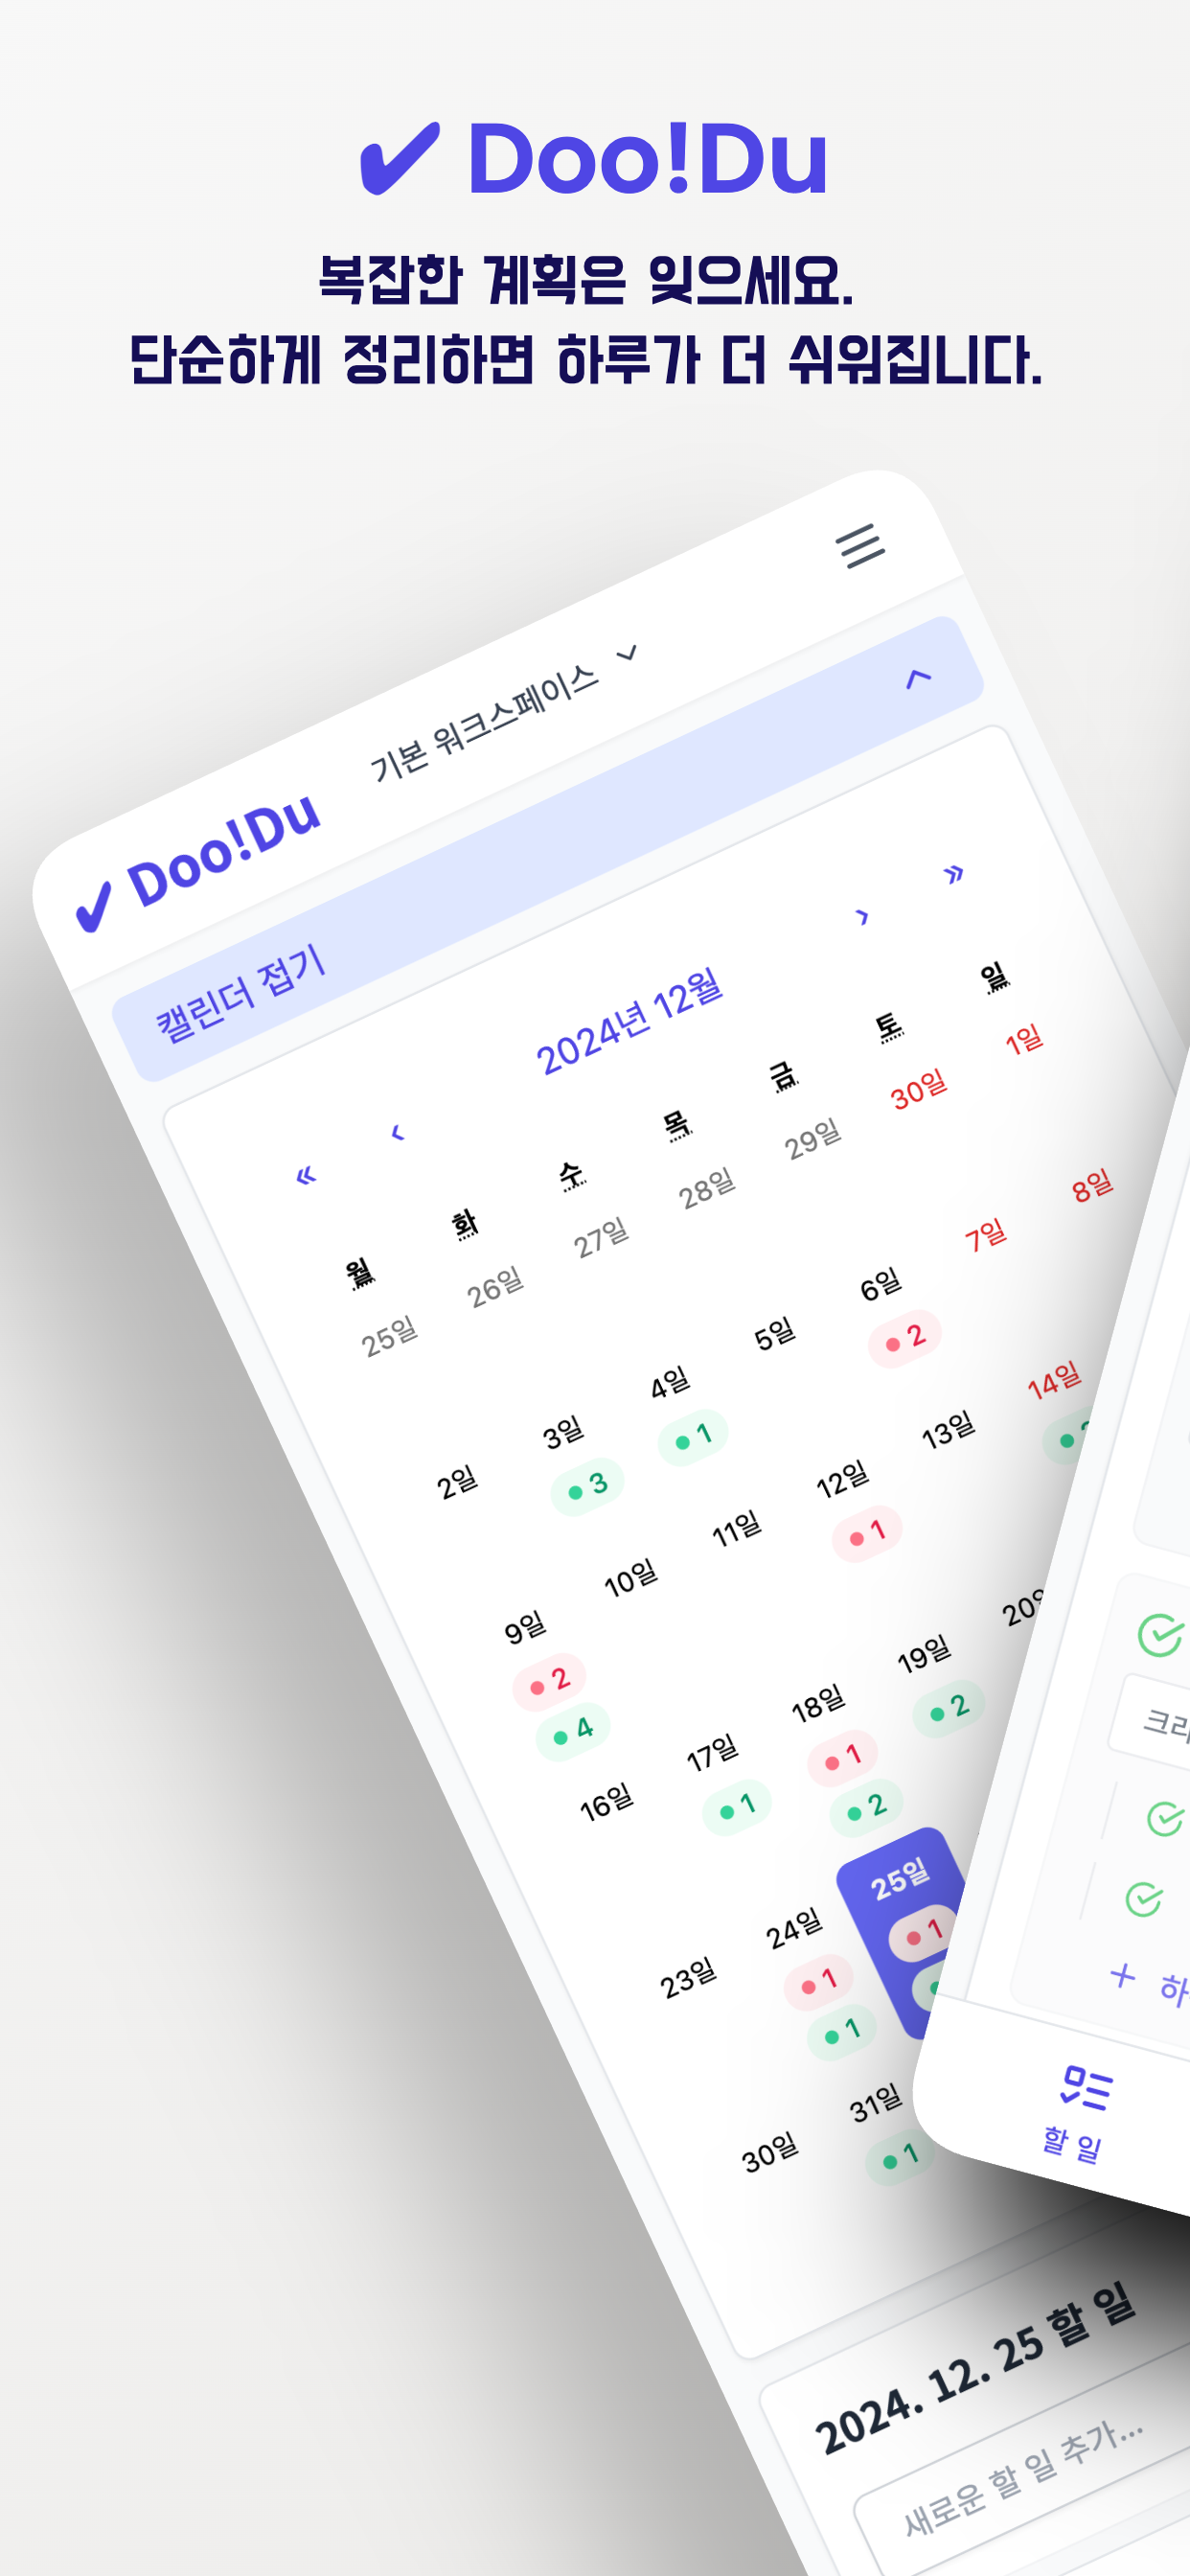 ✔ Doo!Du
복잡한 계획은 잊으세요.
단순하게 정리하면 하루가 더 쉬워집니다.
✔ Doo!Du 기본 워크스페이스
캘린더 접기
« ‹ 2024년 12월 › »
월 화 수 목 금 토 일
25일 26일 27일 28일 29일 30일 1일
2일 3일 4일 5일 6일 7일 8일
3 1 2
9일 10일 11일 12일 13일 14일
2 1
4
16일 17일 18일 19일
1 1 2
2
23일 24일 25일
1 1
1
30일 31일
1
2024. 12. 25 할 일
새로운 할 일 추가...
+ 하
할 일